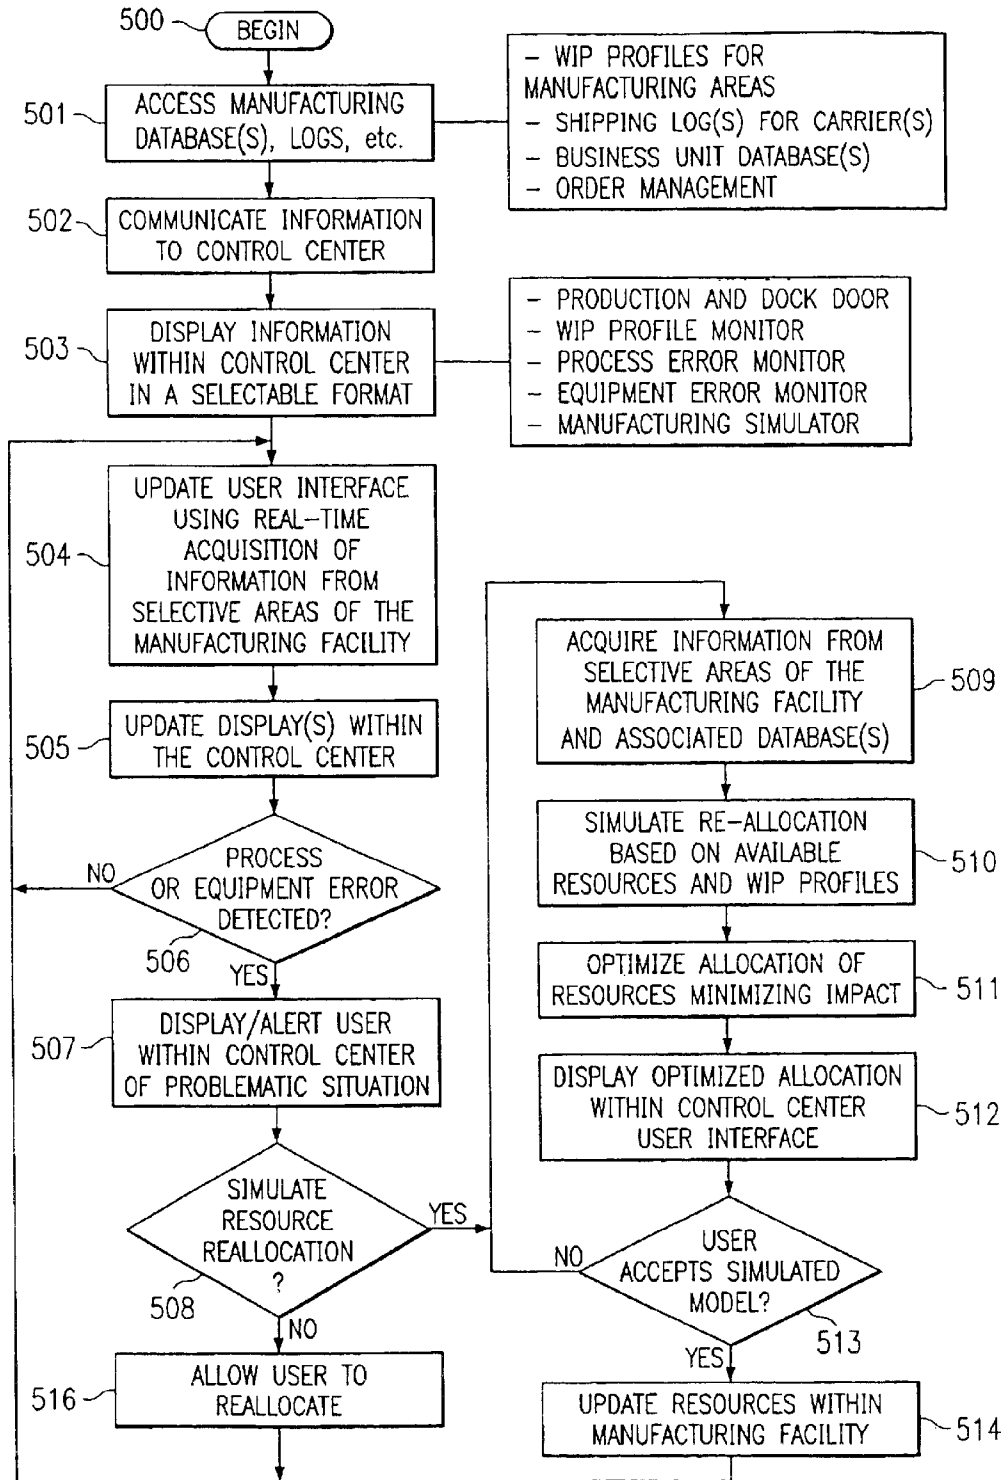 500
BEGIN
501
ACCESS MANUFACTURING
DATABASE(S), LOGS, etc.
- WIP PROFILES FOR
MANUFACTURING AREAS
- SHIPPING LOG(S) FOR CARRIER(S)
- BUSINESS UNIT DATABASE(S)
- ORDER MANAGEMENT
502
COMMUNICATE INFORMATION
TO CONTROL CENTER
503
DISPLAY INFORMATION
WITHIN CONTROL CENTER
IN A SELECTABLE FORMAT
- PRODUCTION AND DOCK DOOR
- WIP PROFILE MONITOR
- PROCESS ERROR MONITOR
- EQUIPMENT ERROR MONITOR
- MANUFACTURING SIMULATOR
504
UPDATE USER INTERFACE
USING REAL-TIME
ACQUISITION OF
INFORMATION FROM
SELECTIVE AREAS OF THE
MANUFACTURING FACILITY
505
UPDATE DISPLAY(S) WITHIN
THE CONTROL CENTER
NO
PROCESS
OR EQUIPMENT ERROR
DETECTED?
506
YES
507
DISPLAY/ALERT USER
WITHIN CONTROL CENTER
OF PROBLEMATIC SITUATION
SIMULATE
RESOURCE
REALLOCATION
?
YES
508
NO
516
ALLOW USER TO
REALLOCATE
ACQUIRE INFORMATION FROM
SELECTIVE AREAS OF THE
MANUFACTURING FACILITY
AND ASSOCIATED DATABASE(S)
509
SIMULATE RE-ALLOCATION
BASED ON AVAILABLE
RESOURCES AND WIP PROFILES
510
OPTIMIZE ALLOCATION OF
RESOURCES MINIMIZING IMPACT
511
DISPLAY OPTIMIZED ALLOCATION
WITHIN CONTROL CENTER
USER INTERFACE
512
NO
USER
ACCEPTS SIMULATED
MODEL?
513
YES
UPDATE RESOURCES WITHIN
MANUFACTURING FACILITY
514